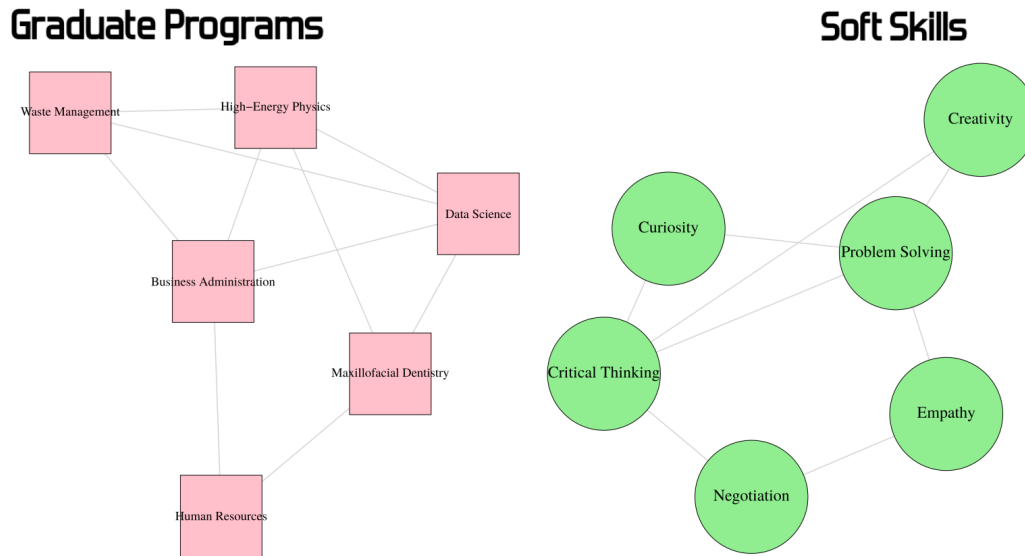 Graduate Programs
Soft Skills
Waste Management
High−Energy Physics
Data Science
Business Administration
Maxillofacial Dentistry
Human Resources
Creativity
Curiosity
Problem Solving
Critical Thinking
Empathy
Negotiation